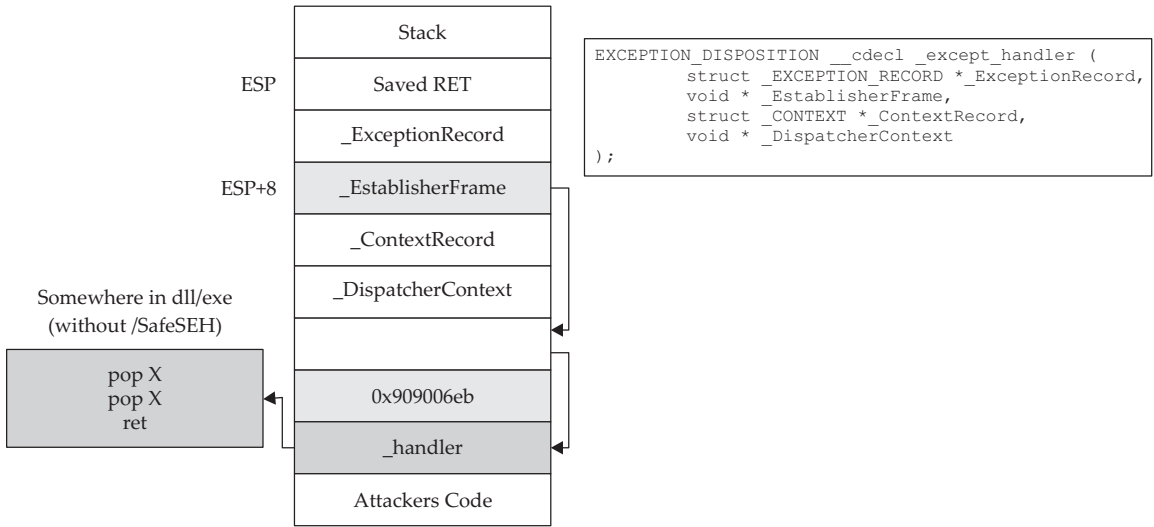 Stack
ESP
Saved RET
_ExceptionRecord
ESP+8
_EstablisherFrame
_ContextRecord
_DispatcherContext
0x909006eb
_handler
Attackers Code
Somewhere in dll/exe
(without /SafeSEH)
pop X
pop X
ret
EXCEPTION_DISPOSITION __cdecl _except_handler (
struct _EXCEPTION_RECORD *_ExceptionRecord,
void * _EstablisherFrame,
struct _CONTEXT *_ContextRecord,
void * _DispatcherContext
);